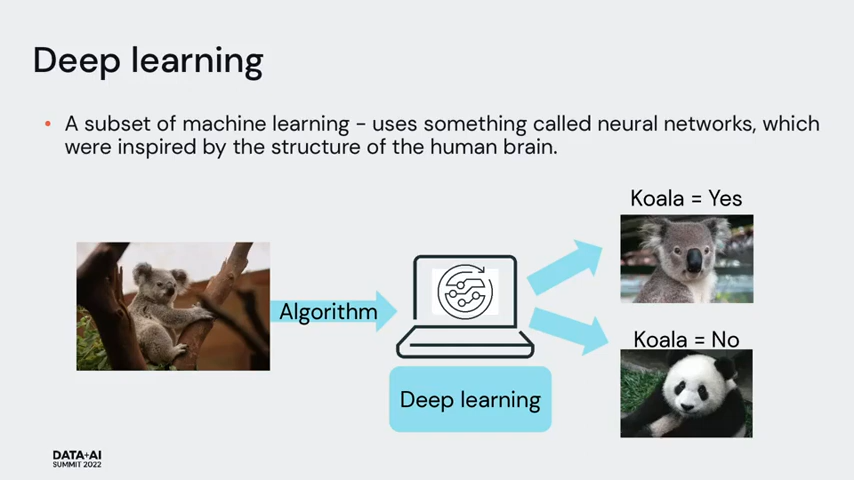 Deep learning
• A subset of machine learning - uses something called neural networks, which
were inspired by the structure of the human brain.
Koala = Yes
Algorithm
Koala = No
Deep learning
DATA+AI
SUMMIT 2022